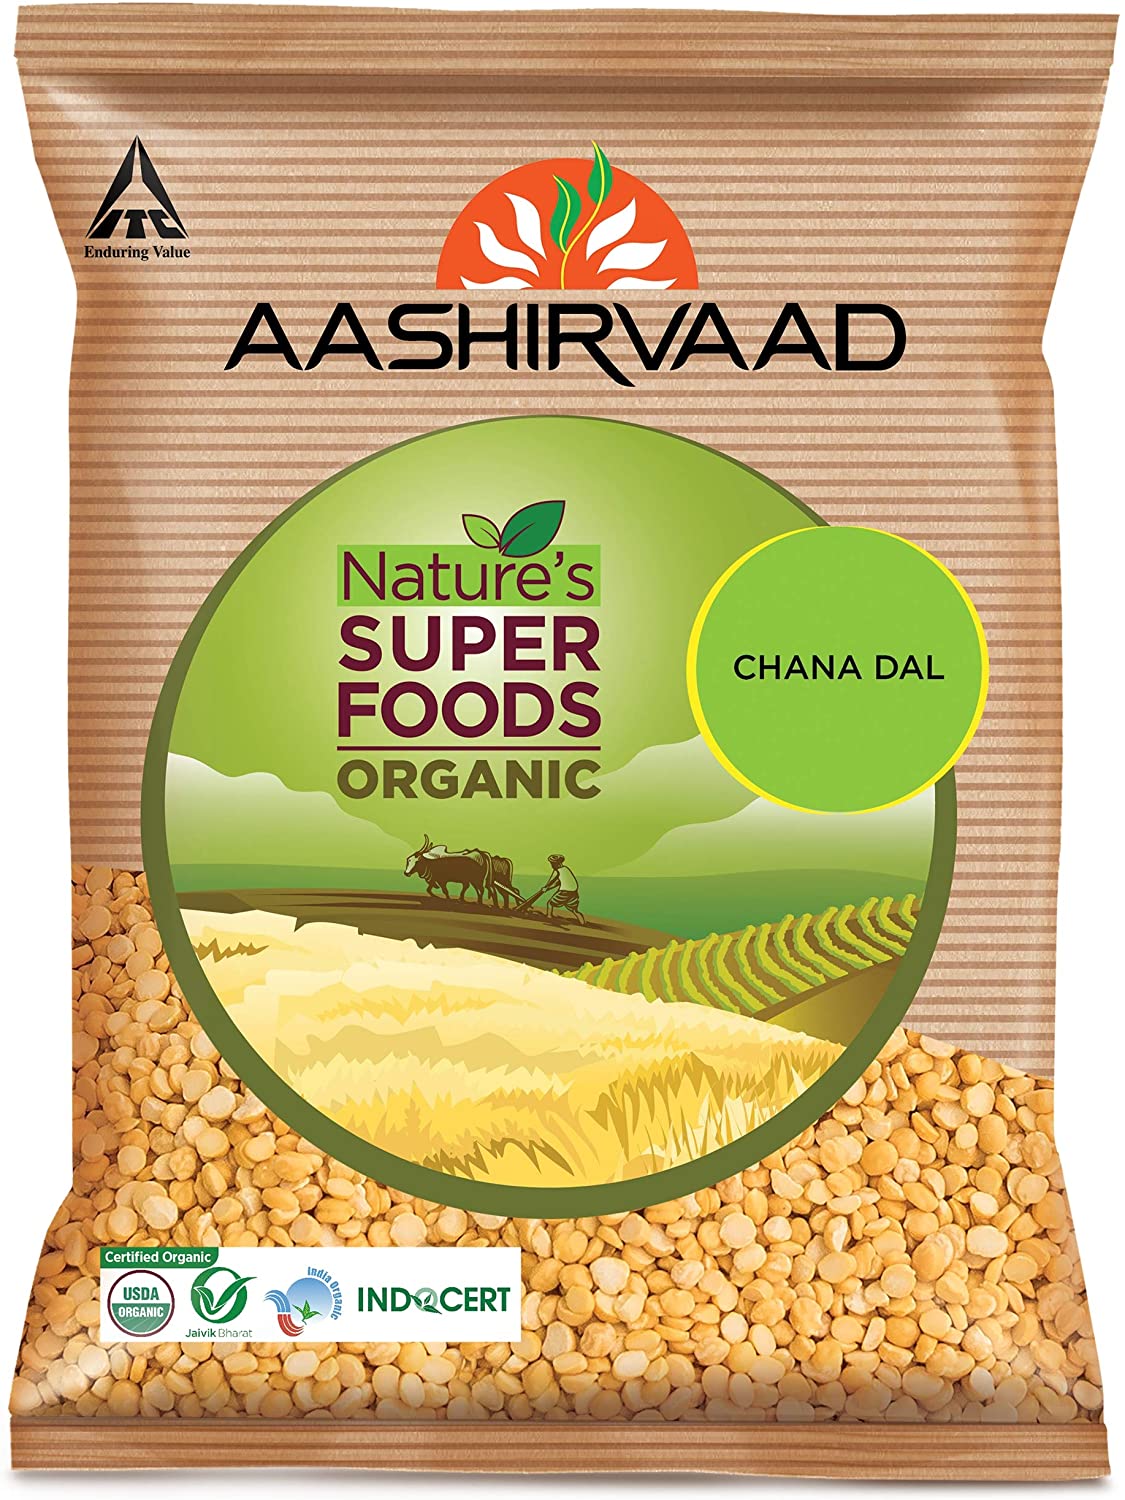 ITC
Enduring Value
AASHIRVAAD
Nature's
SUPER
FOODS
ORGANIC
CHANA DAL
Certified Organic
USDA
ORGANIC
Jaivik Bharat
India Organic
INDOCERT